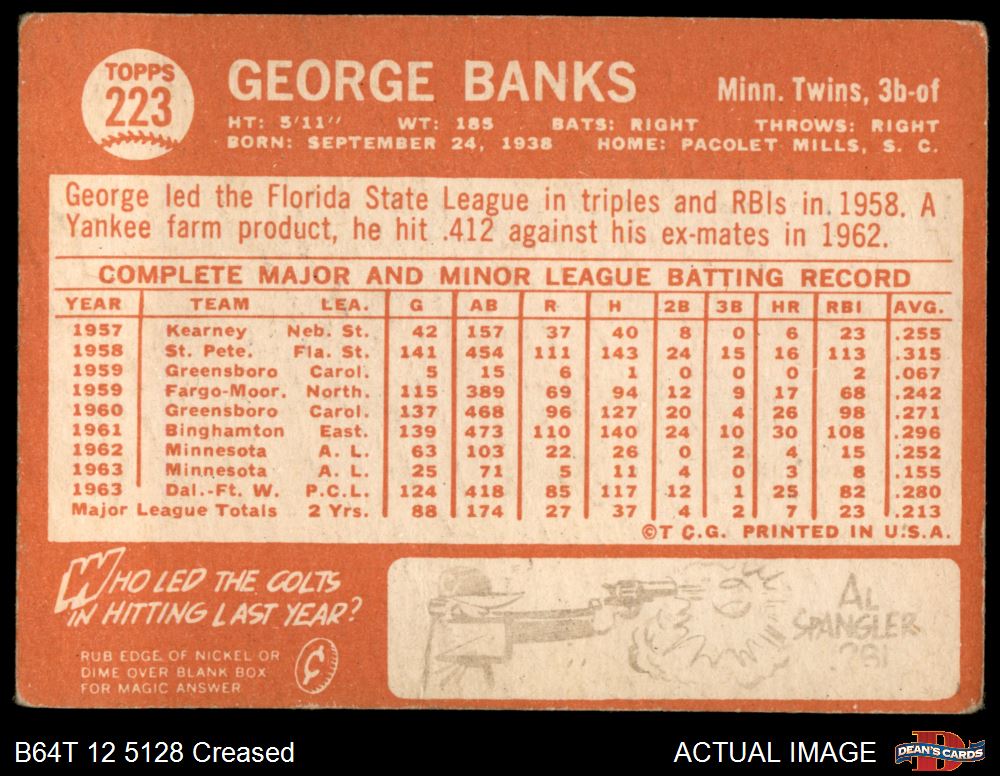 TOPPS
223
GEORGE BANKS
Minn. Twins, 3b-of
HT: 5'11" WT: 185 BATS: RIGHT THROWS: RIGHT
BORN: SEPTEMBER 24, 1938 HOME: PACOLET MILLS, S. C.
George led the Florida State League in triples and RBIs in 1958. A
Yankee farm product, he hit .412 against his ex-mates in 1962.
COMPLETE MAJOR AND MINOR LEAGUE BATTING RECORD
YEAR TEAM LEA. G AB R H 2B 3B HR RBI AVG.
1957 Kearney Neb. St. 42 157 37 40 8 0 6 23 .255
1958 St. Pete. Fla. St. 141 454 111 143 24 15 16 113 .315
1959 Greensboro Carol. 5 15 6 1 0 0 0 2 .067
1959 Fargo-Moor. North. 115 389 69 94 12 9 17 68 .242
1960 Greensboro Carol. 137 468 96 127 20 4 26 98 .271
1961 Binghamton East. 139 473 110 140 24 10 30 108 .296
1962 Minnesota A. L. 63 103 22 26 0 2 4 15 .252
1963 Minnesota A. L. 25 71 5 11 4 0 3 8 .155
1963 Dal.-Ft. W. P.C.L. 124 418 85 117 12 1 25 82 .280
Major League Totals 2 Yrs. 88 174 27 37 4 2 7 23 .213
©T.C.G. PRINTED IN U.S.A.
WHO LED THE COLTS
IN HITTING LAST YEAR?
RUB EDGE OF NICKEL OR
DIME OVER BLANK BOX
FOR MAGIC ANSWER
¢
AL
SPANGLER
.281
B64T 12 5128 Creased
ACTUAL IMAGE
D
DEAN'S CARDS